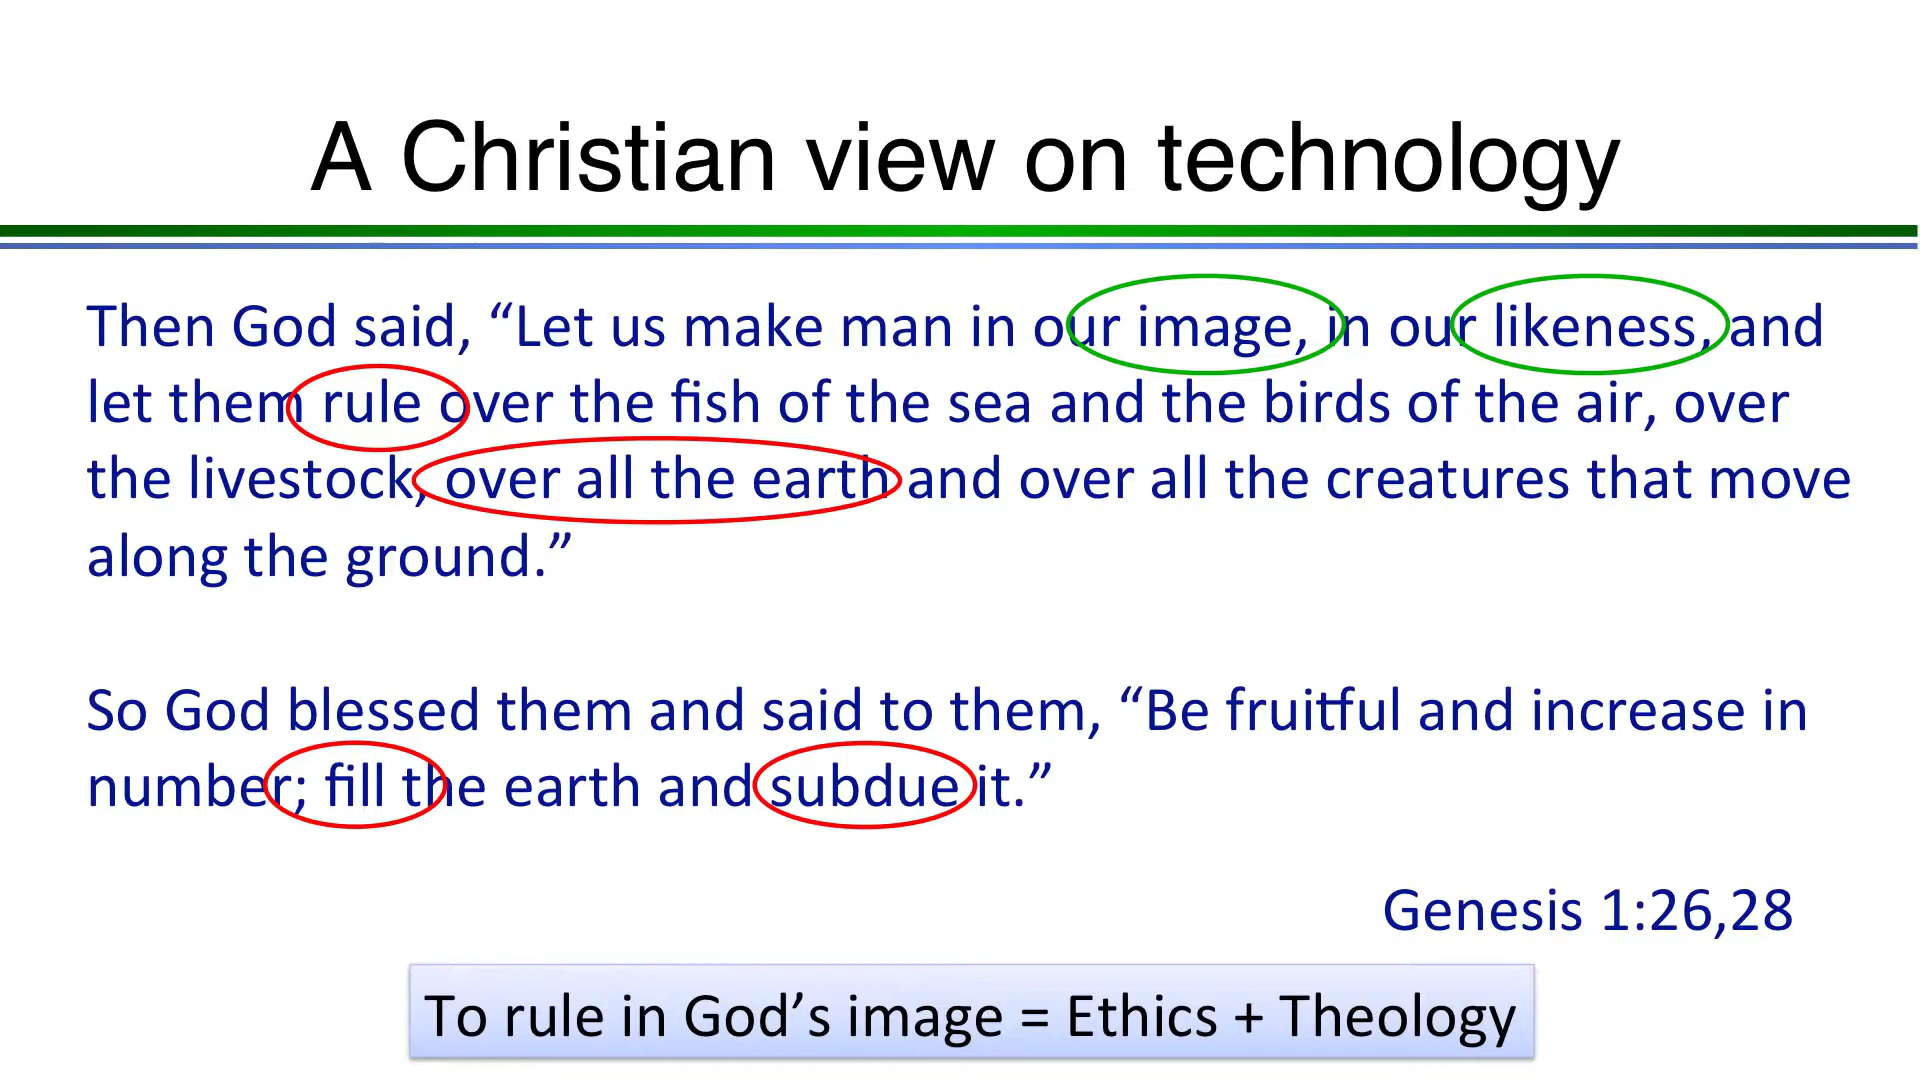 A Christian view on technology
Then God said, “Let us make man in our image, in our likeness, and
let them rule over the fish of the sea and the birds of the air, over
the livestock, over all the earth and over all the creatures that move
along the ground.”
So God blessed them and said to them, “Be fruitful and increase in
number; fill the earth and subdue it.”
Genesis 1:26,28
To rule in God’s image = Ethics + Theology